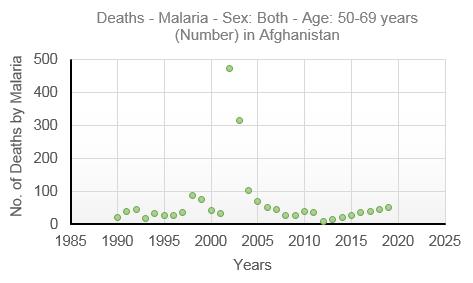 Deaths - Malaria - Sex: Both - Age: 50-69 years
(Number) in Afghanistan
No. of Deaths by Malaria
500
400
300
200
100
0
1985 1990 1995 2000 2005 2010 2015 2020 2025
Years